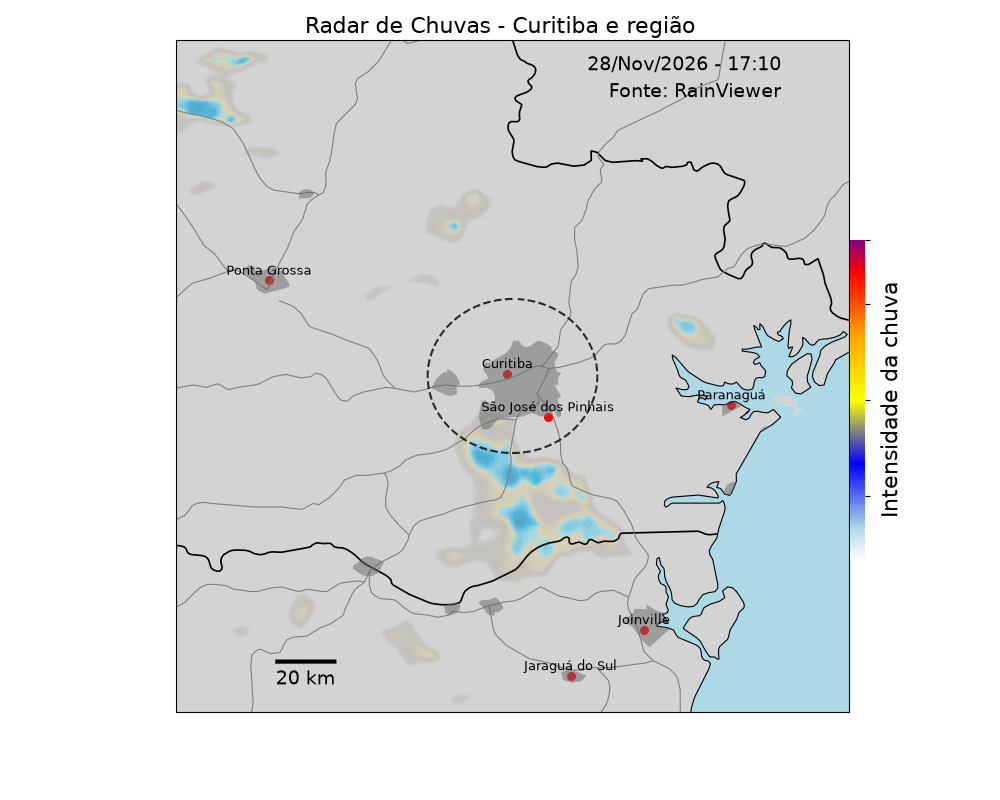 Radar de Chuvas - Curitiba e região
28/Nov/2026 - 17:10
Fonte: RainViewer
Ponta Grossa
Curitiba
São José dos Pinhais
Paranaguá
Joinville
Jaraguá do Sul
20 km
Intensidade da chuva